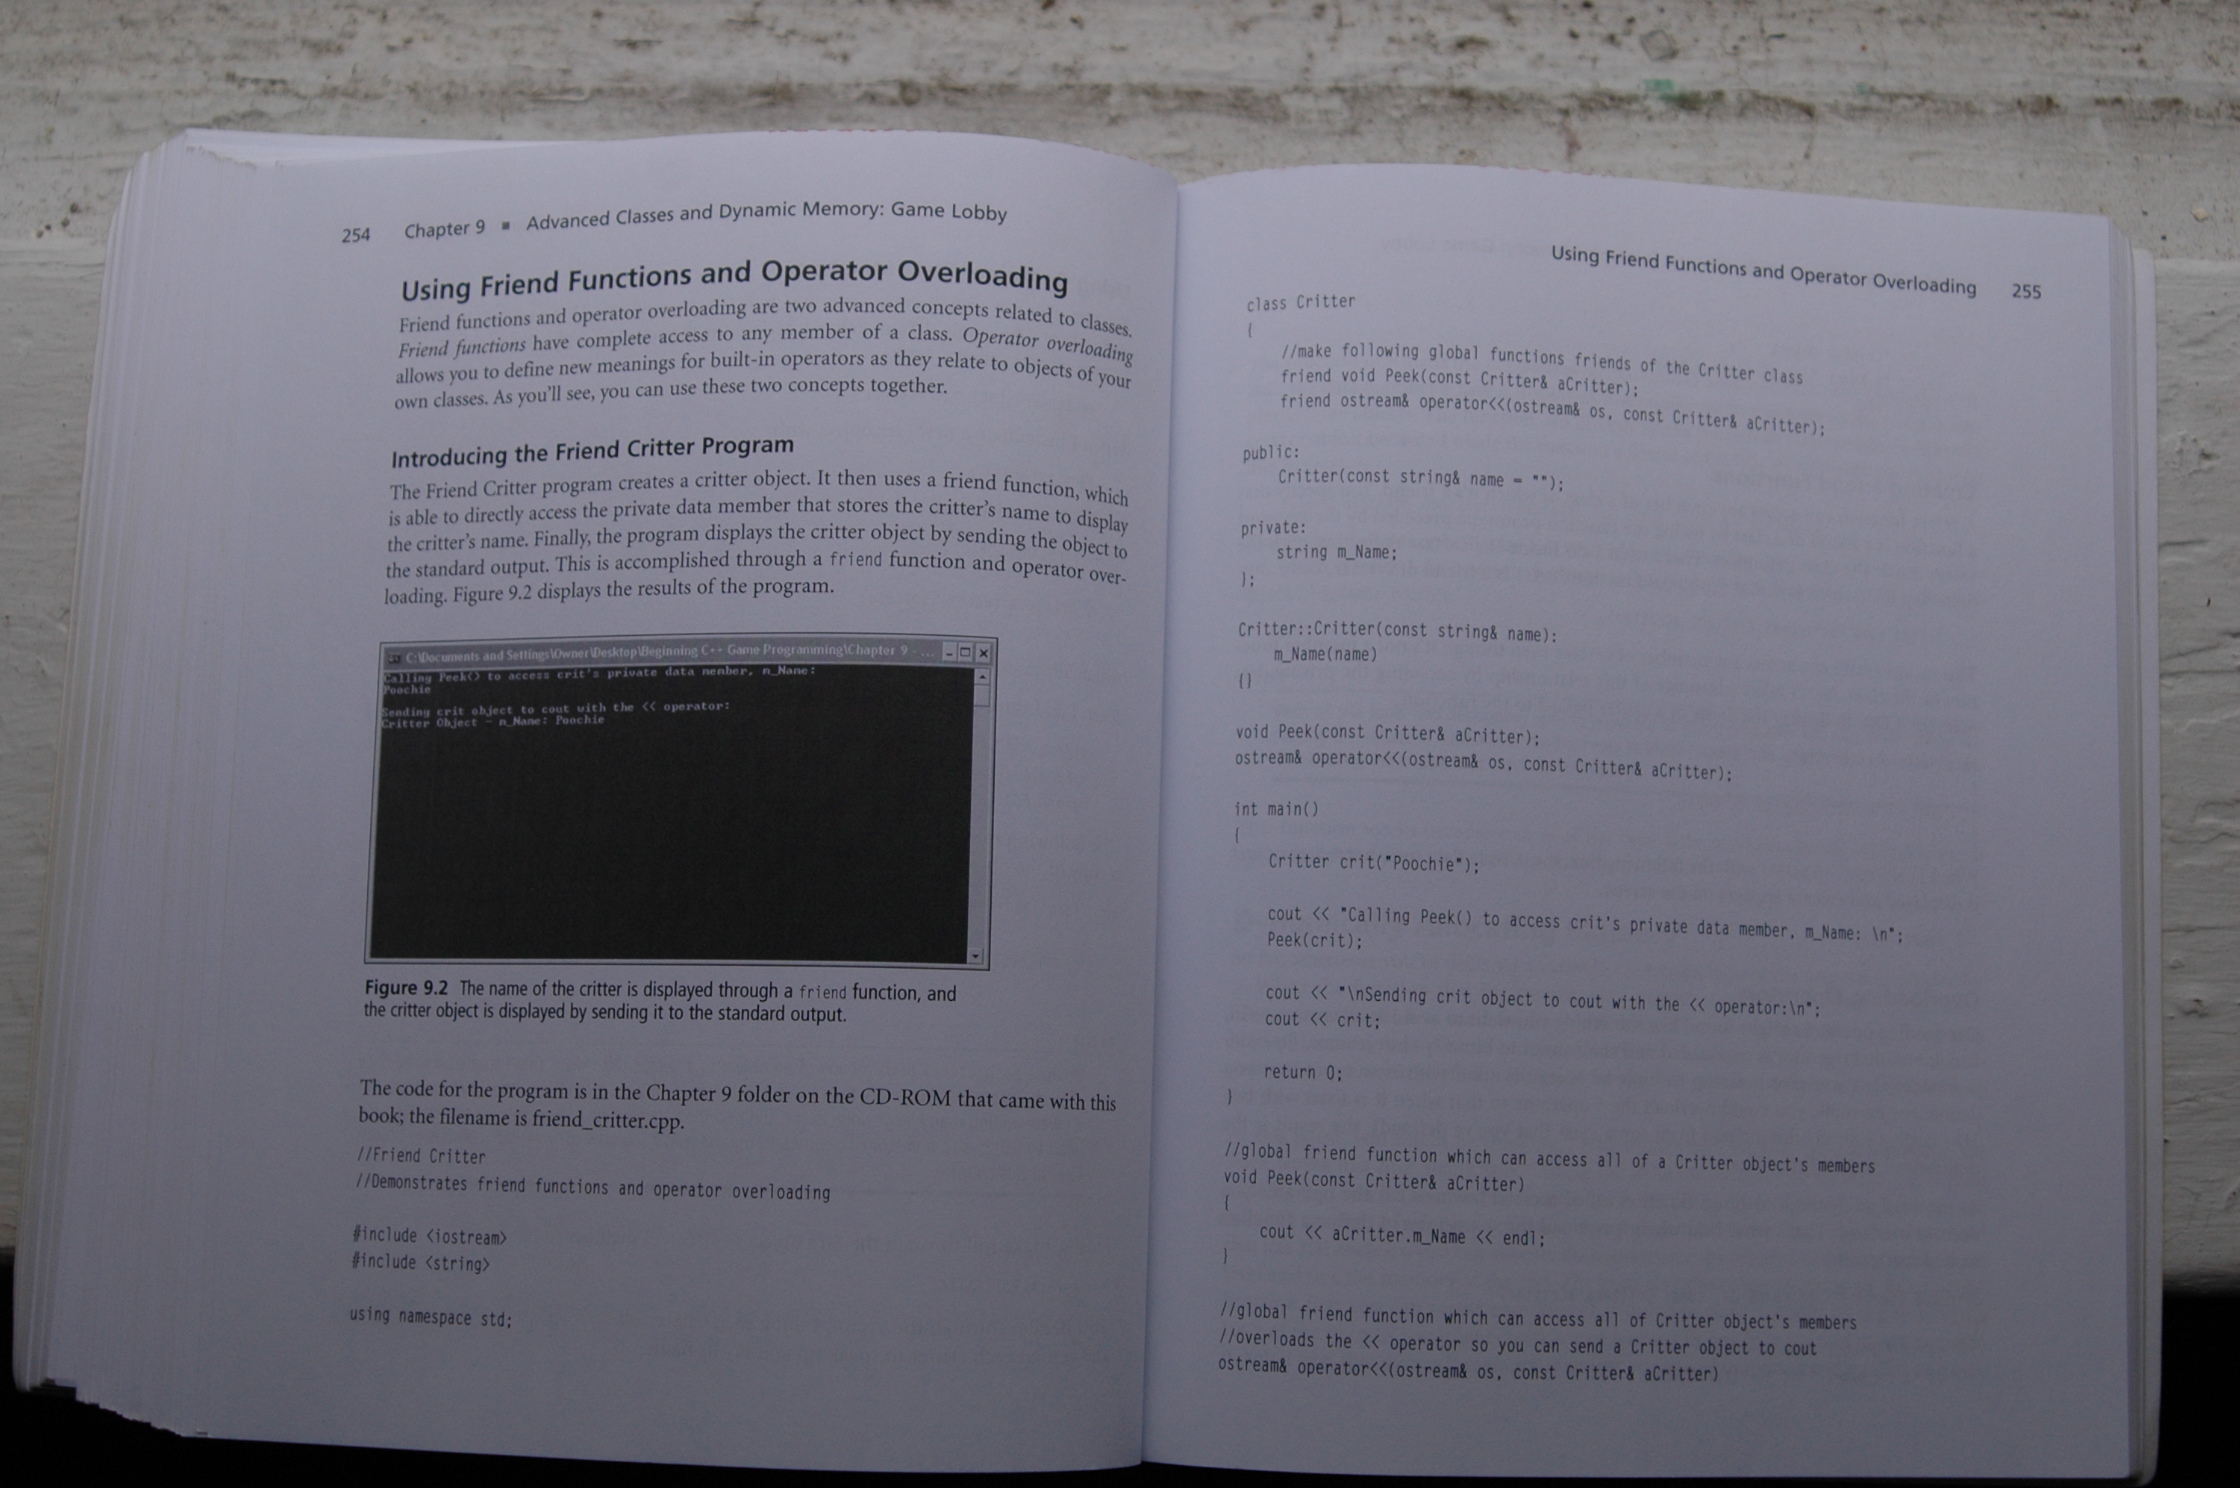 254 Chapter 9 ■ Advanced Classes and Dynamic Memory: Game Lobby
Using Friend Functions and Operator Overloading
Friend functions and operator overloading are two advanced concepts related to classes.
Friend functions have complete access to any member of a class. Operator overloading
allows you to define new meanings for built-in operators as they relate to objects of your
own classes. As you'll see, you can use these two concepts together.
Introducing the Friend Critter Program
The Friend Critter program creates a critter object. It then uses a friend function, which
is able to directly access the private data member that stores the critter's name to display
the critter's name. Finally, the program displays the critter object by sending the object to
the standard output. This is accomplished through a friend function and operator over-
loading. Figure 9.2 displays the results of the program.
C:\Documents and Settings\Owner\Desktop\Beginning C++ Game Programming\Chapter 9 - ...
Calling Peek() to access crit's private data member, m_Name:
Poochie
Sending crit object to cout with the << operator:
Critter Object - m_Name: Poochie
Figure 9.2 The name of the critter is displayed through a friend function, and
the critter object is displayed by sending it to the standard output.
The code for the program is in the Chapter 9 folder on the CD-ROM that came with this
book; the filename is friend_critter.cpp.
//Friend Critter
//Demonstrates friend functions and operator overloading
#include <iostream>
#include <string>
using namespace std;
Using Friend Functions and Operator Overloading 255
class Critter
{
//make following global functions friends of the Critter class
friend void Peek(const Critter& aCritter);
friend ostream& operator<<(ostream& os, const Critter& aCritter);
public:
Critter(const string& name = "");
private:
string m_Name;
};
Critter::Critter(const string& name):
m_Name(name)
{}
void Peek(const Critter& aCritter);
ostream& operator<<(ostream& os, const Critter& aCritter);
int main()
{
Critter crit("Poochie");
cout << "Calling Peek() to access crit's private data member, m_Name: \n";
Peek(crit);
cout << "\nSending crit object to cout with the << operator:\n";
cout << crit;
return 0;
}
//global friend function which can access all of a Critter object's members
void Peek(const Critter& aCritter)
{
cout << aCritter.m_Name << endl;
}
//global friend function which can access all of Critter object's members
//overloads the << operator so you can send a Critter object to cout
ostream& operator<<(ostream& os, const Critter& aCritter)